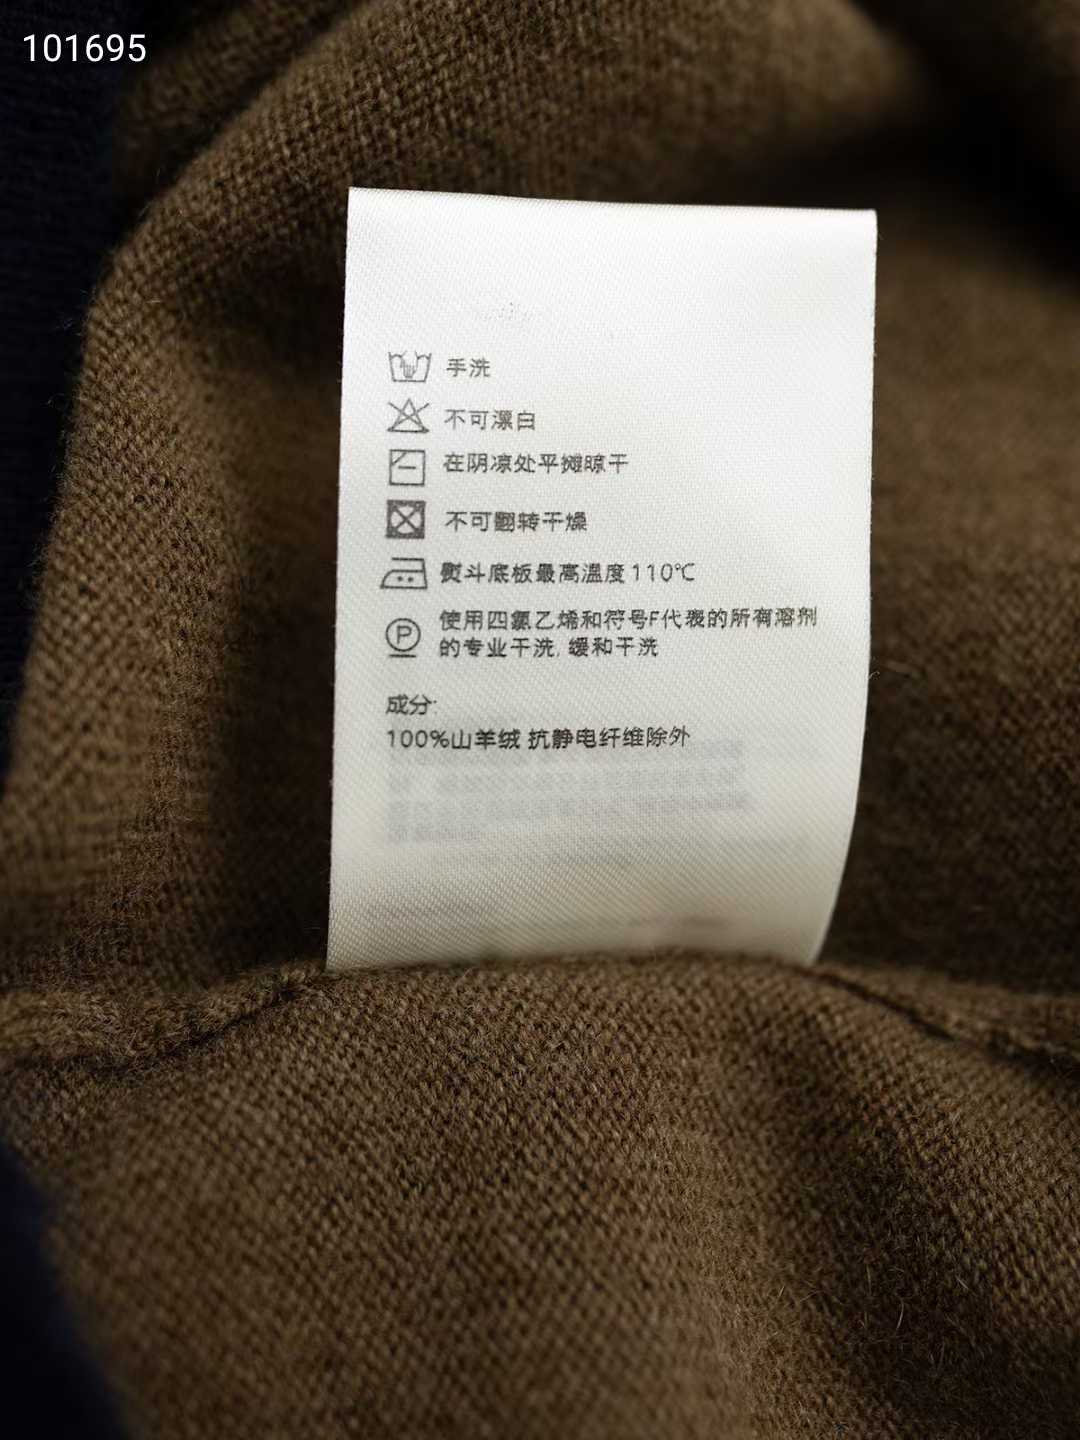 101695
手洗
不可漂白
在阴凉处平摊晾干
不可翻转干燥
熨斗底板最高温度110℃
P
使用四氯乙烯和符号F代表的所有溶剂
的专业干洗, 缓和干洗
成分:
100%山羊绒 抗静电纤维除外